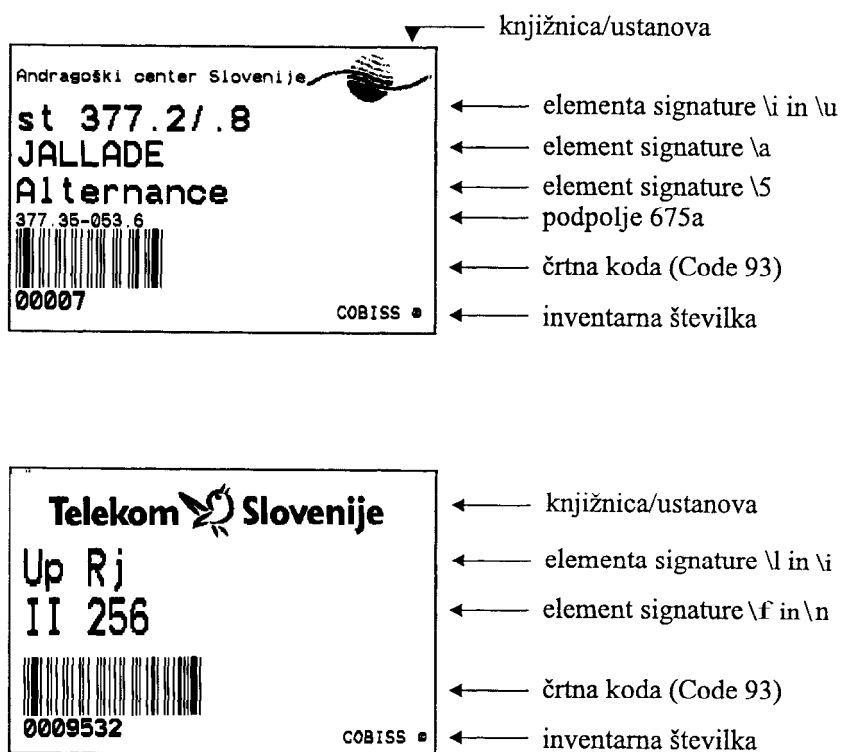 knjižnica/ustanova
Andragoški center Slovenije
st 377.2/.8 elementa signature \i in \u
JALLADE element signature \a
Alternance element signature \5
377.35-053.6 podpolje 675a
črtna koda (Code 93)
00007
COBISS inventarna številka
Telekom Slovenije knjižnica/ustanova
Up Rj elementa signature \l in \i
II 256 element signature \f in \n
črtna koda (Code 93)
0009532
COBISS inventarna številka